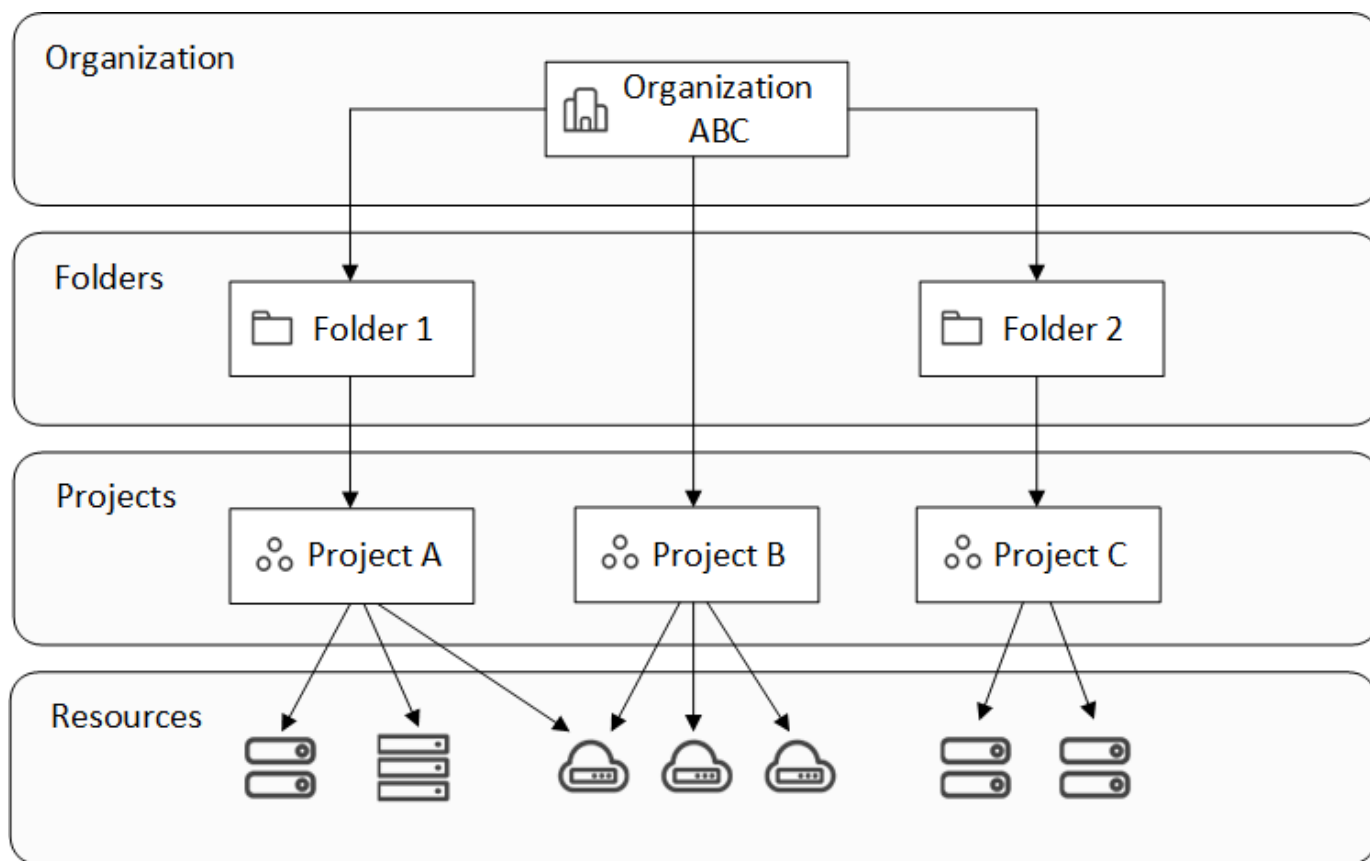 Organization
Organization
ABC
Folders
Folder 1
Folder 2
Projects
Project A
Project B
Project C
Resources